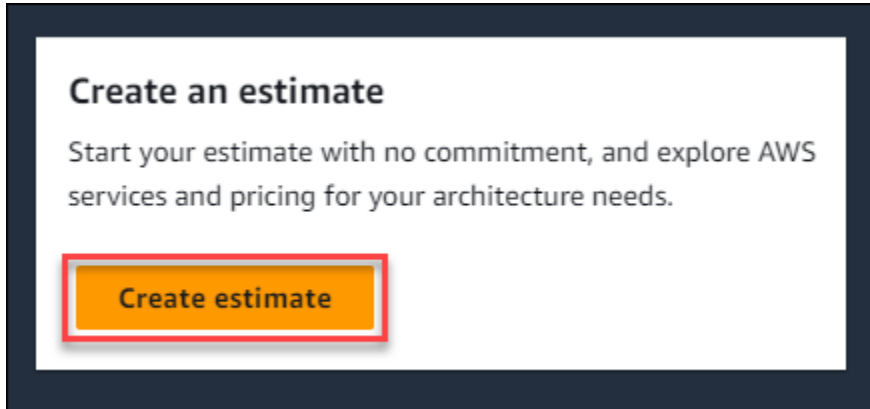 Create an estimate
Start your estimate with no commitment, and explore AWS
services and pricing for your architecture needs.
Create estimate